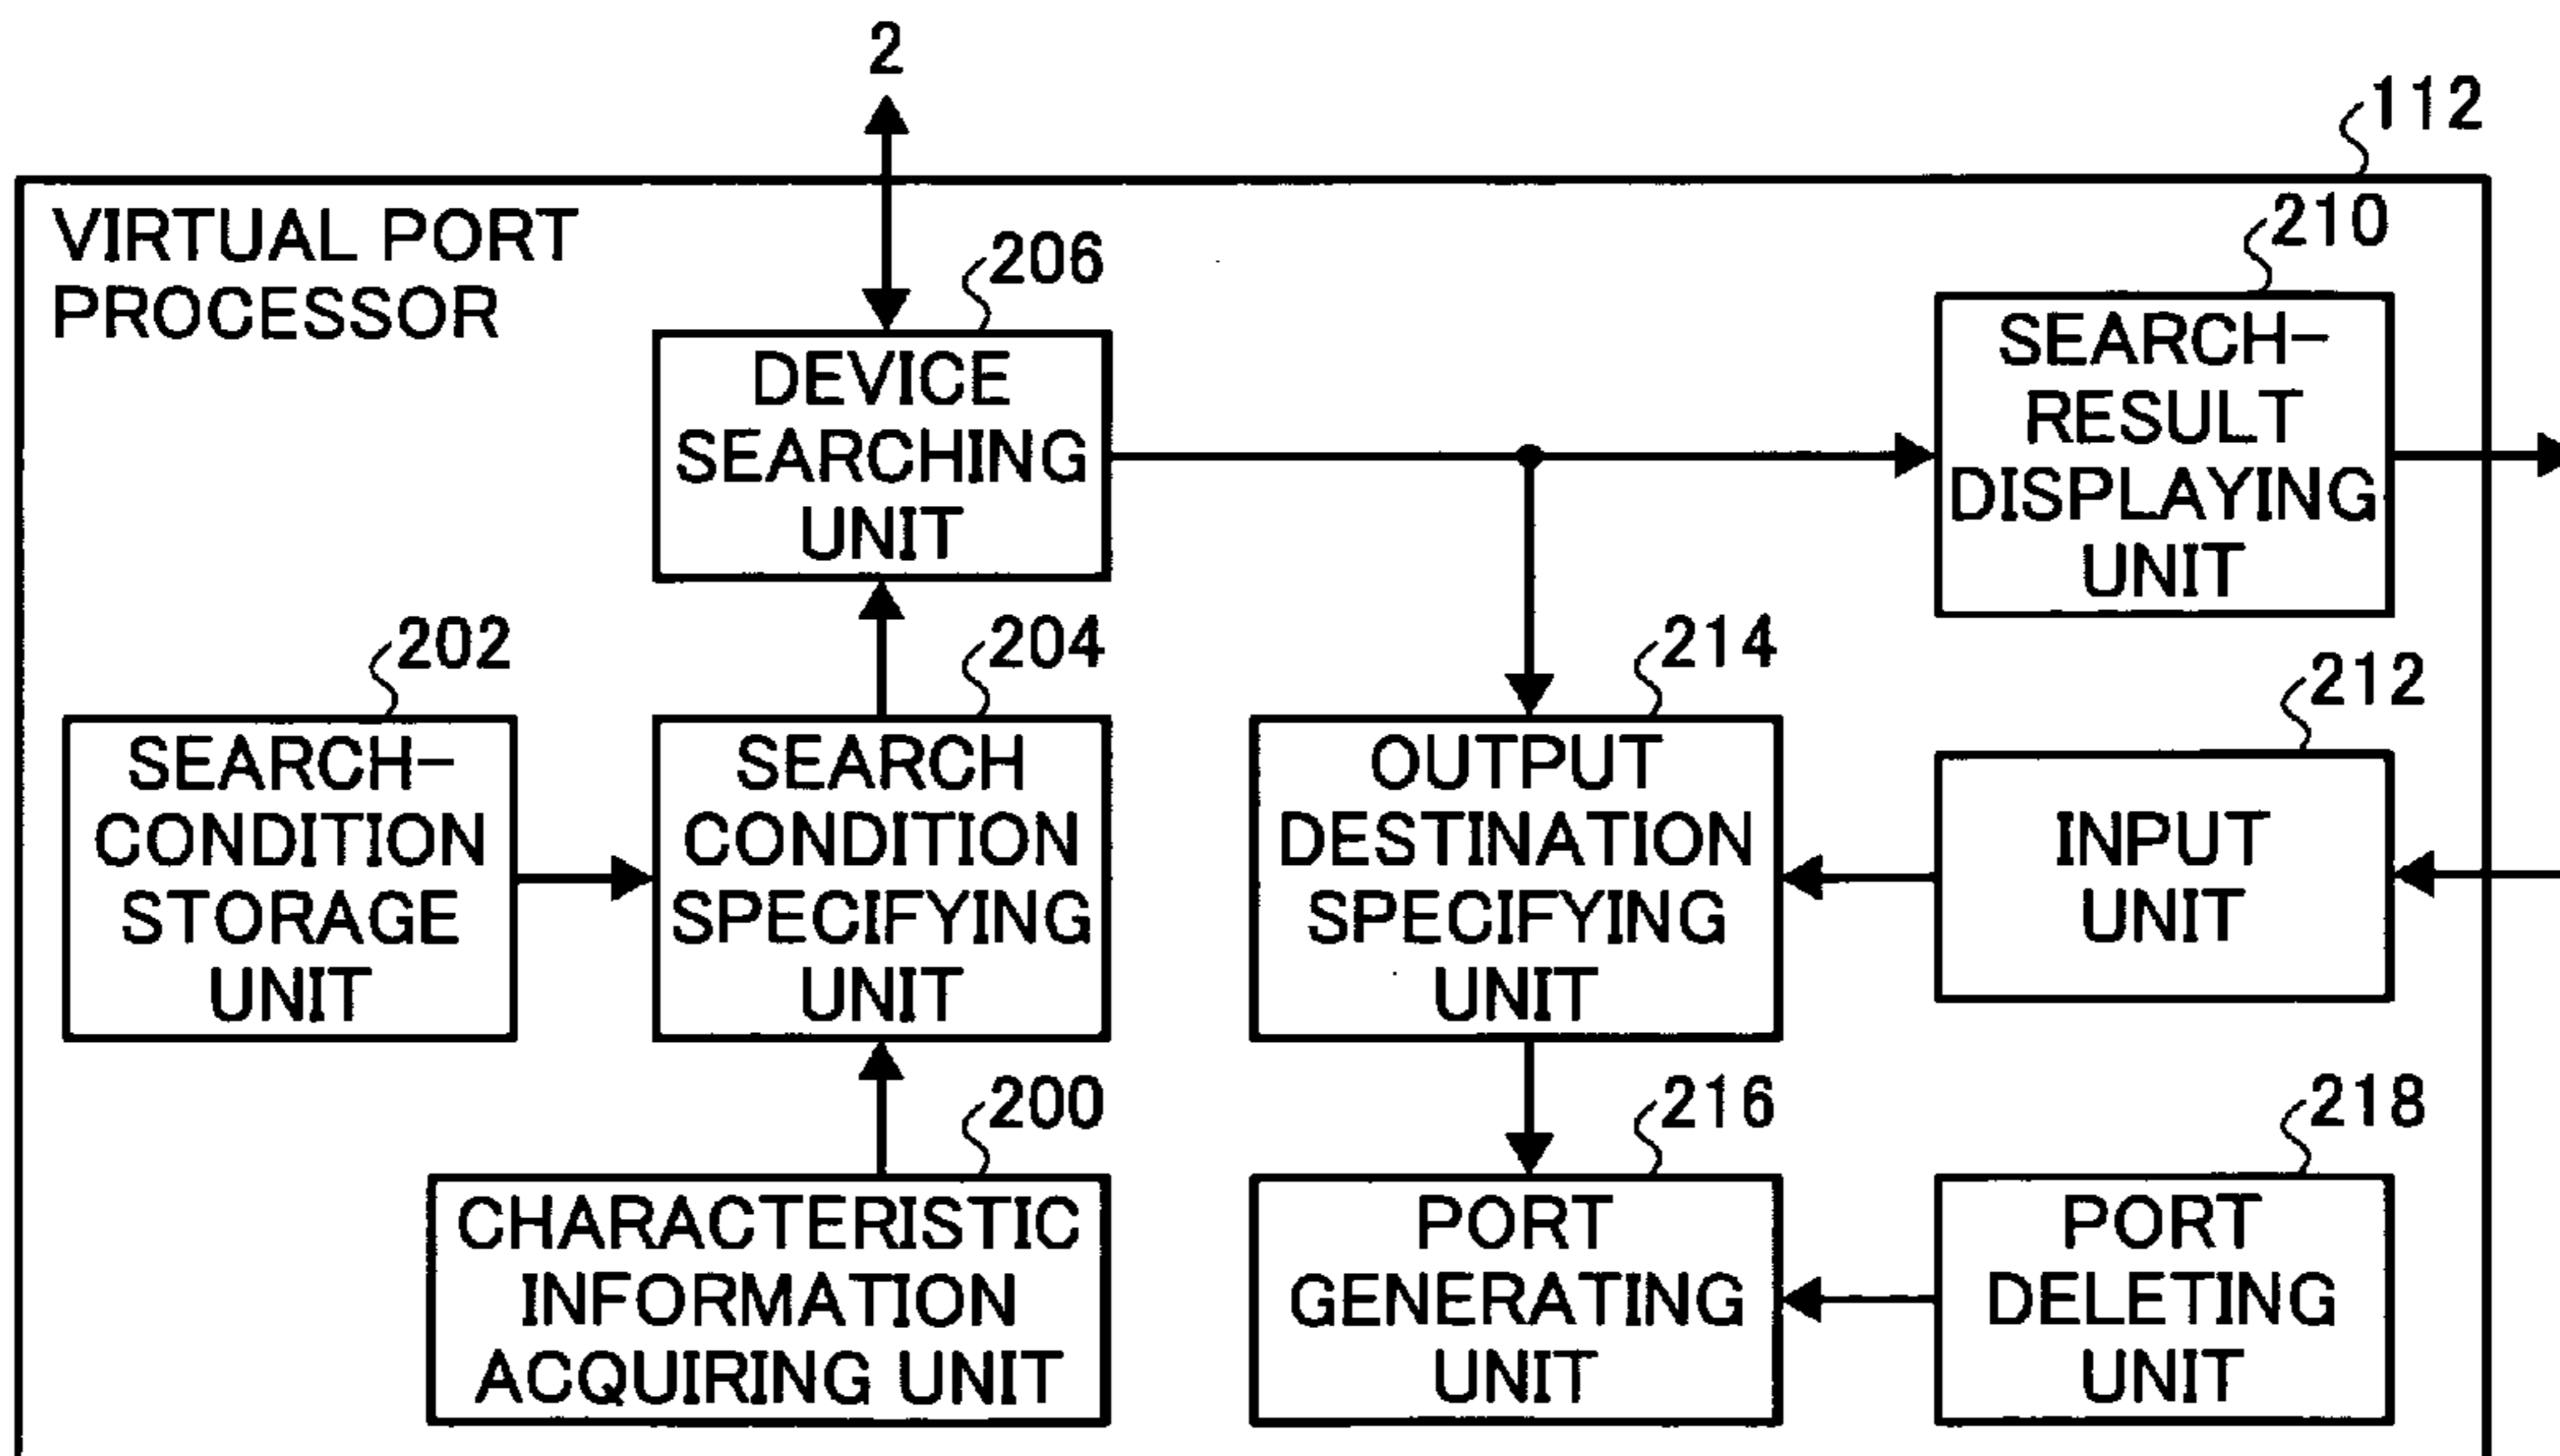 2
112
VIRTUAL PORT
PROCESSOR
206
DEVICE
SEARCHING
UNIT
210
SEARCH-
RESULT
DISPLAYING
UNIT
202
SEARCH-
CONDITION
STORAGE
UNIT
204
SEARCH
CONDITION
SPECIFYING
UNIT
214
OUTPUT
DESTINATION
SPECIFYING
UNIT
212
INPUT
UNIT
200
CHARACTERISTIC
INFORMATION
ACQUIRING UNIT
216
PORT
GENERATING
UNIT
218
PORT
DELETING
UNIT